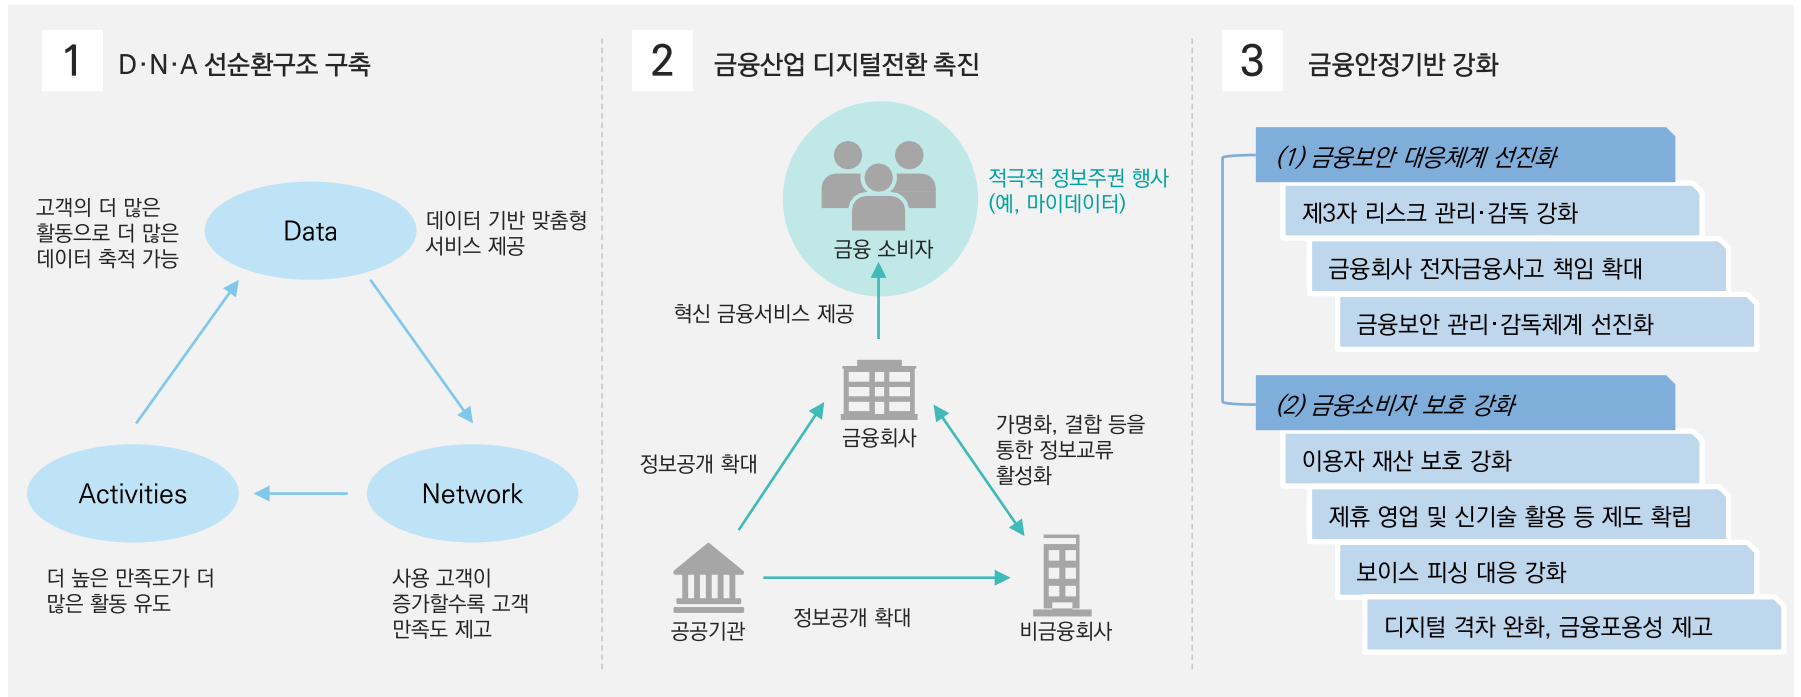 1 D·N·A 선순환구조 구축
고객의 더 많은
활동으로 더 많은
데이터 축적 가능
Data
데이터 기반 맞춤형
서비스 제공
Activities
Network
더 높은 만족도가 더
많은 활동 유도
사용 고객이
증가할수록 고객
만족도 제고
2 금융산업 디지털전환 촉진
금융 소비자
적극적 정보주권 행사
(예, 마이데이터)
혁신 금융서비스 제공
금융회사
정보공개 확대
가명화, 결합 등을
통한 정보교류
활성화
공공기관
정보공개 확대
비금융회사
3 금융안정기반 강화
(1) 금융보안 대응체계 선진화
제3자 리스크 관리·감독 강화
금융회사 전자금융사고 책임 확대
금융보안 관리·감독체계 선진화
(2) 금융소비자 보호 강화
이용자 재산 보호 강화
제휴 영업 및 신기술 활용 등 제도 확립
보이스 피싱 대응 강화
디지털 격차 완화, 금융포용성 제고